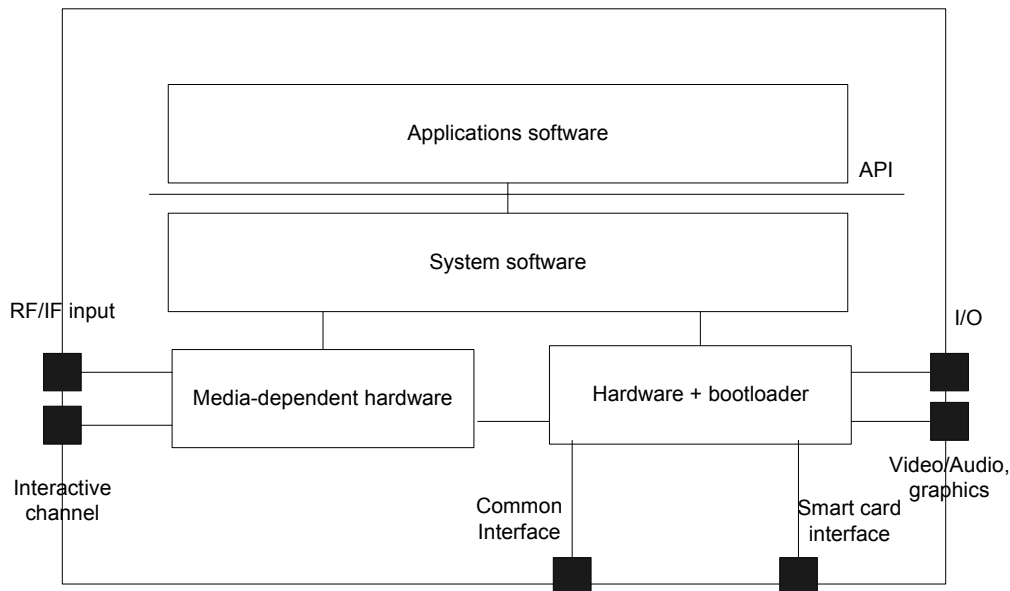 Applications software
API
System software
RF/IF input
I/O
Media-dependent hardware
Hardware + bootloader
Interactive
channel
Common
Interface
Smart card
interface
Video/Audio,
graphics